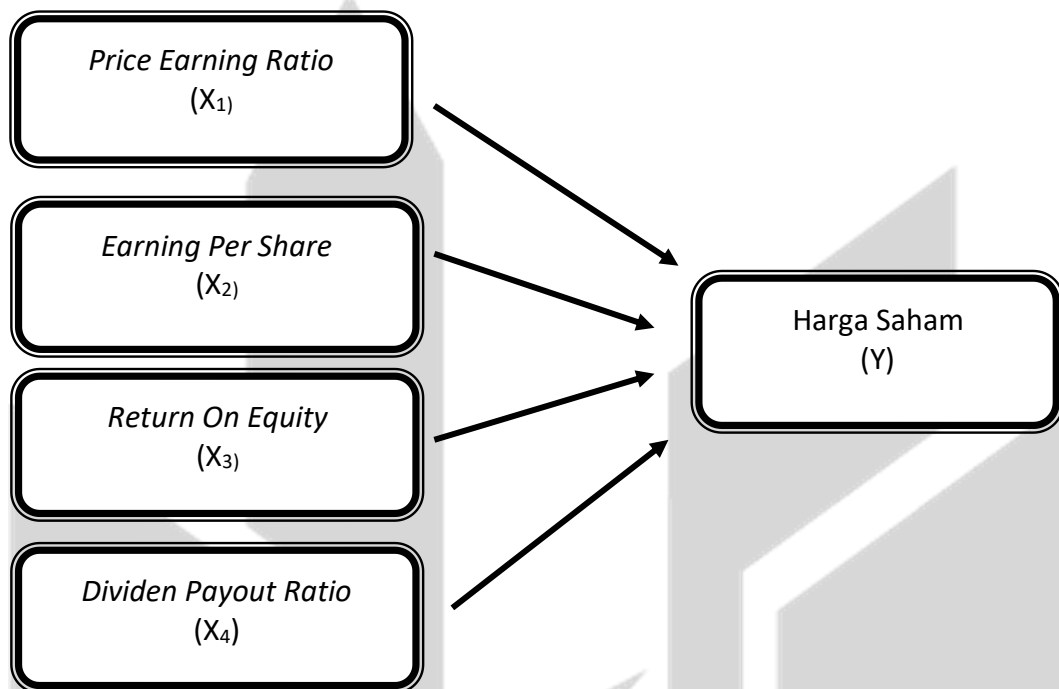 Price Earning Ratio
(X1)
Earning Per Share
(X2)
Harga Saham
(Y)
Return On Equity
(X3)
Dividen Payout Ratio
(X4)